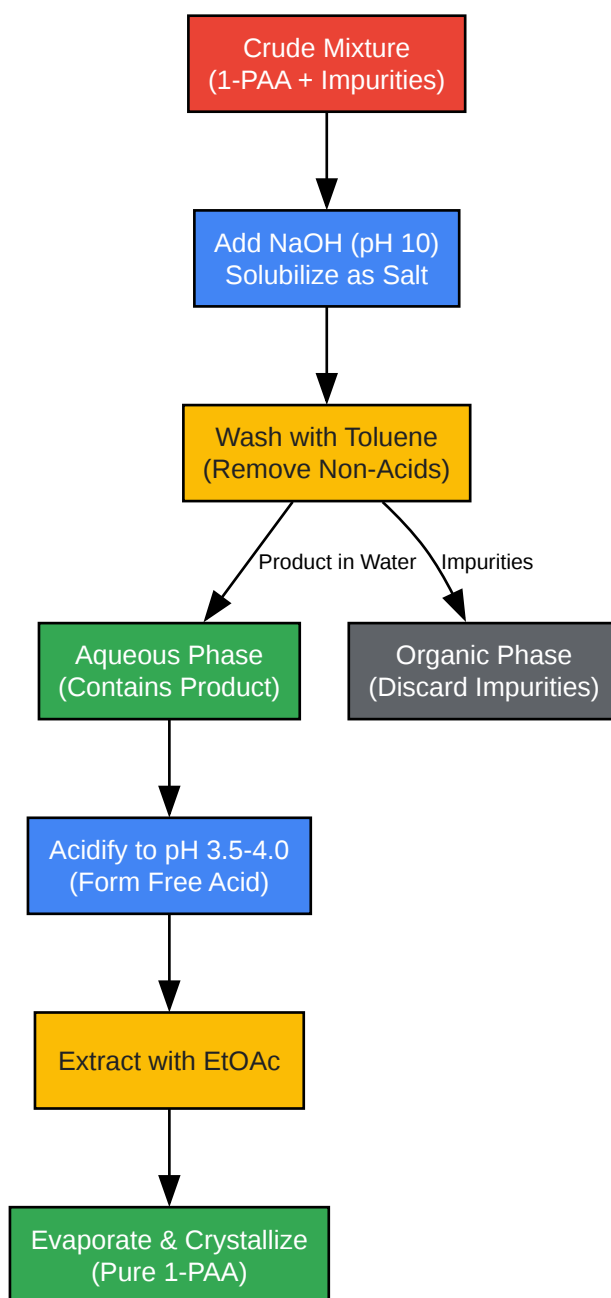 Crude Mixture
(1-PAA + Impurities)
Add NaOH (pH 10)
Solubilize as Salt
Wash with Toluene
(Remove Non-Acids)
Product in Water
Impurities
Aqueous Phase
(Contains Product)
Organic Phase
(Discard Impurities)
Acidify to pH 3.5-4.0
(Form Free Acid)
Extract with EtOAc
Evaporate & Crystallize
(Pure 1-PAA)